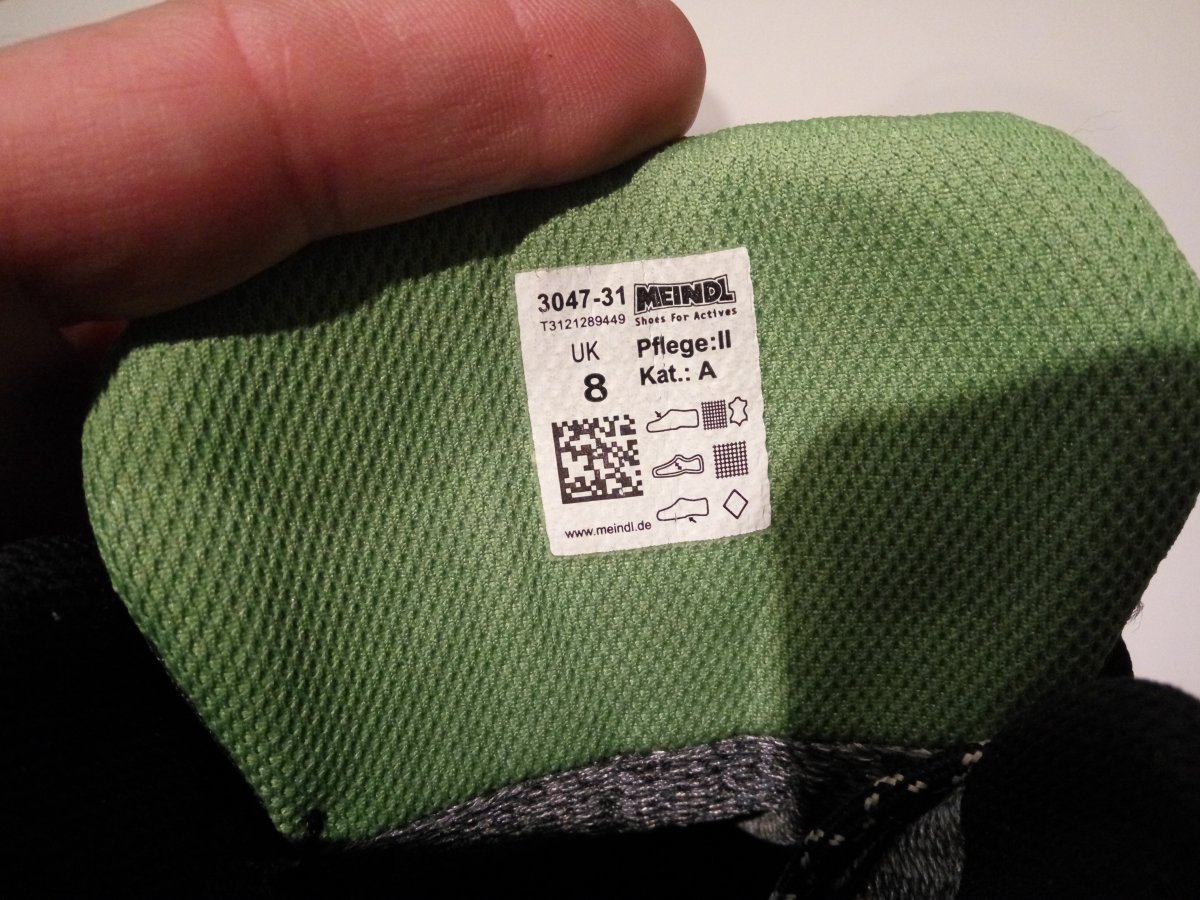 3047-31 MEINDL
T3121289449 Shoes For Actives
UK Pflege:II
8 Kat.: A
www.meindl.de